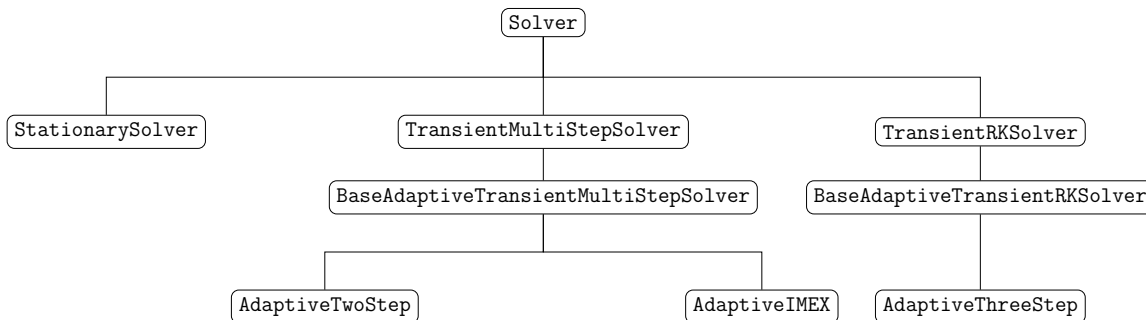 Solver
StationarySolver
TransientMultiStepSolver
TransientRKSolver
BaseAdaptiveTransientMultiStepSolver
BaseAdaptiveTransientRKSolver
AdaptiveTwoStep
AdaptiveIMEX
AdaptiveThreeStep